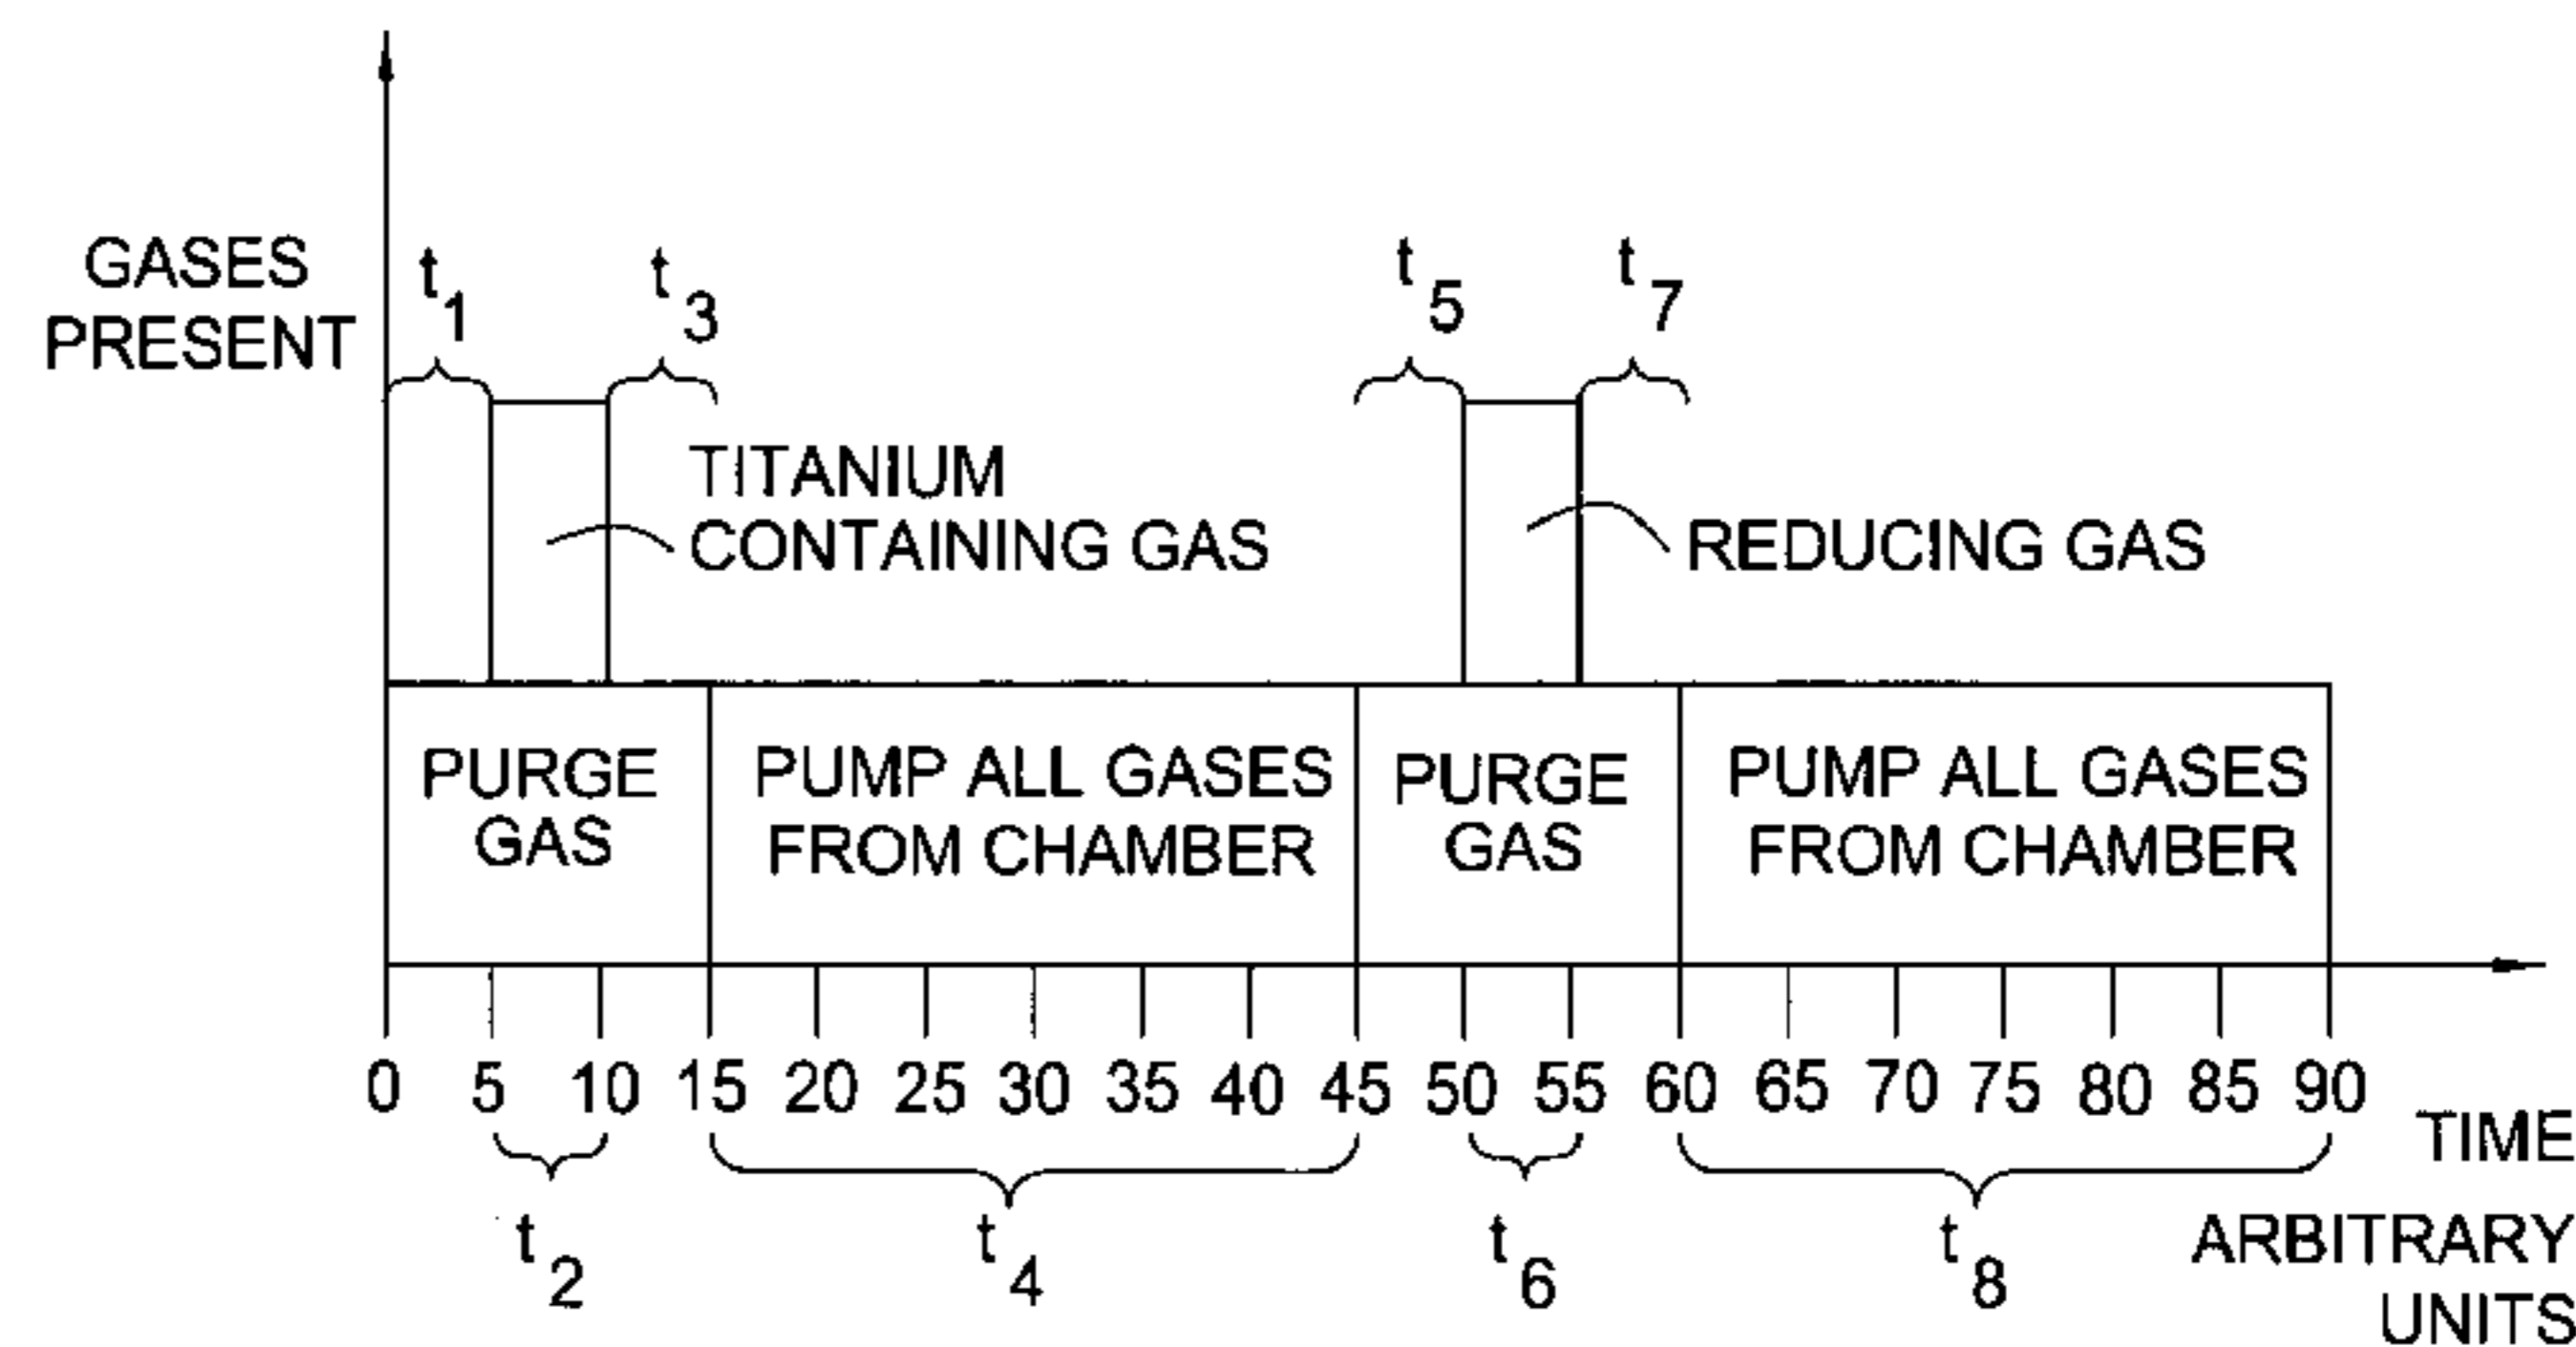 GASES
PRESENT
t1
t3
t5
t7
TITANIUM
CONTAINING GAS
REDUCING GAS
PURGE
GAS
PUMP ALL GASES
FROM CHAMBER
PURGE
GAS
PUMP ALL GASES
FROM CHAMBER
0 5 10 15 20 25 30 35 40 45 50 55 60 65 70 75 80 85 90
TIME
ARBITRARY
UNITS
t2
t4
t6
t8